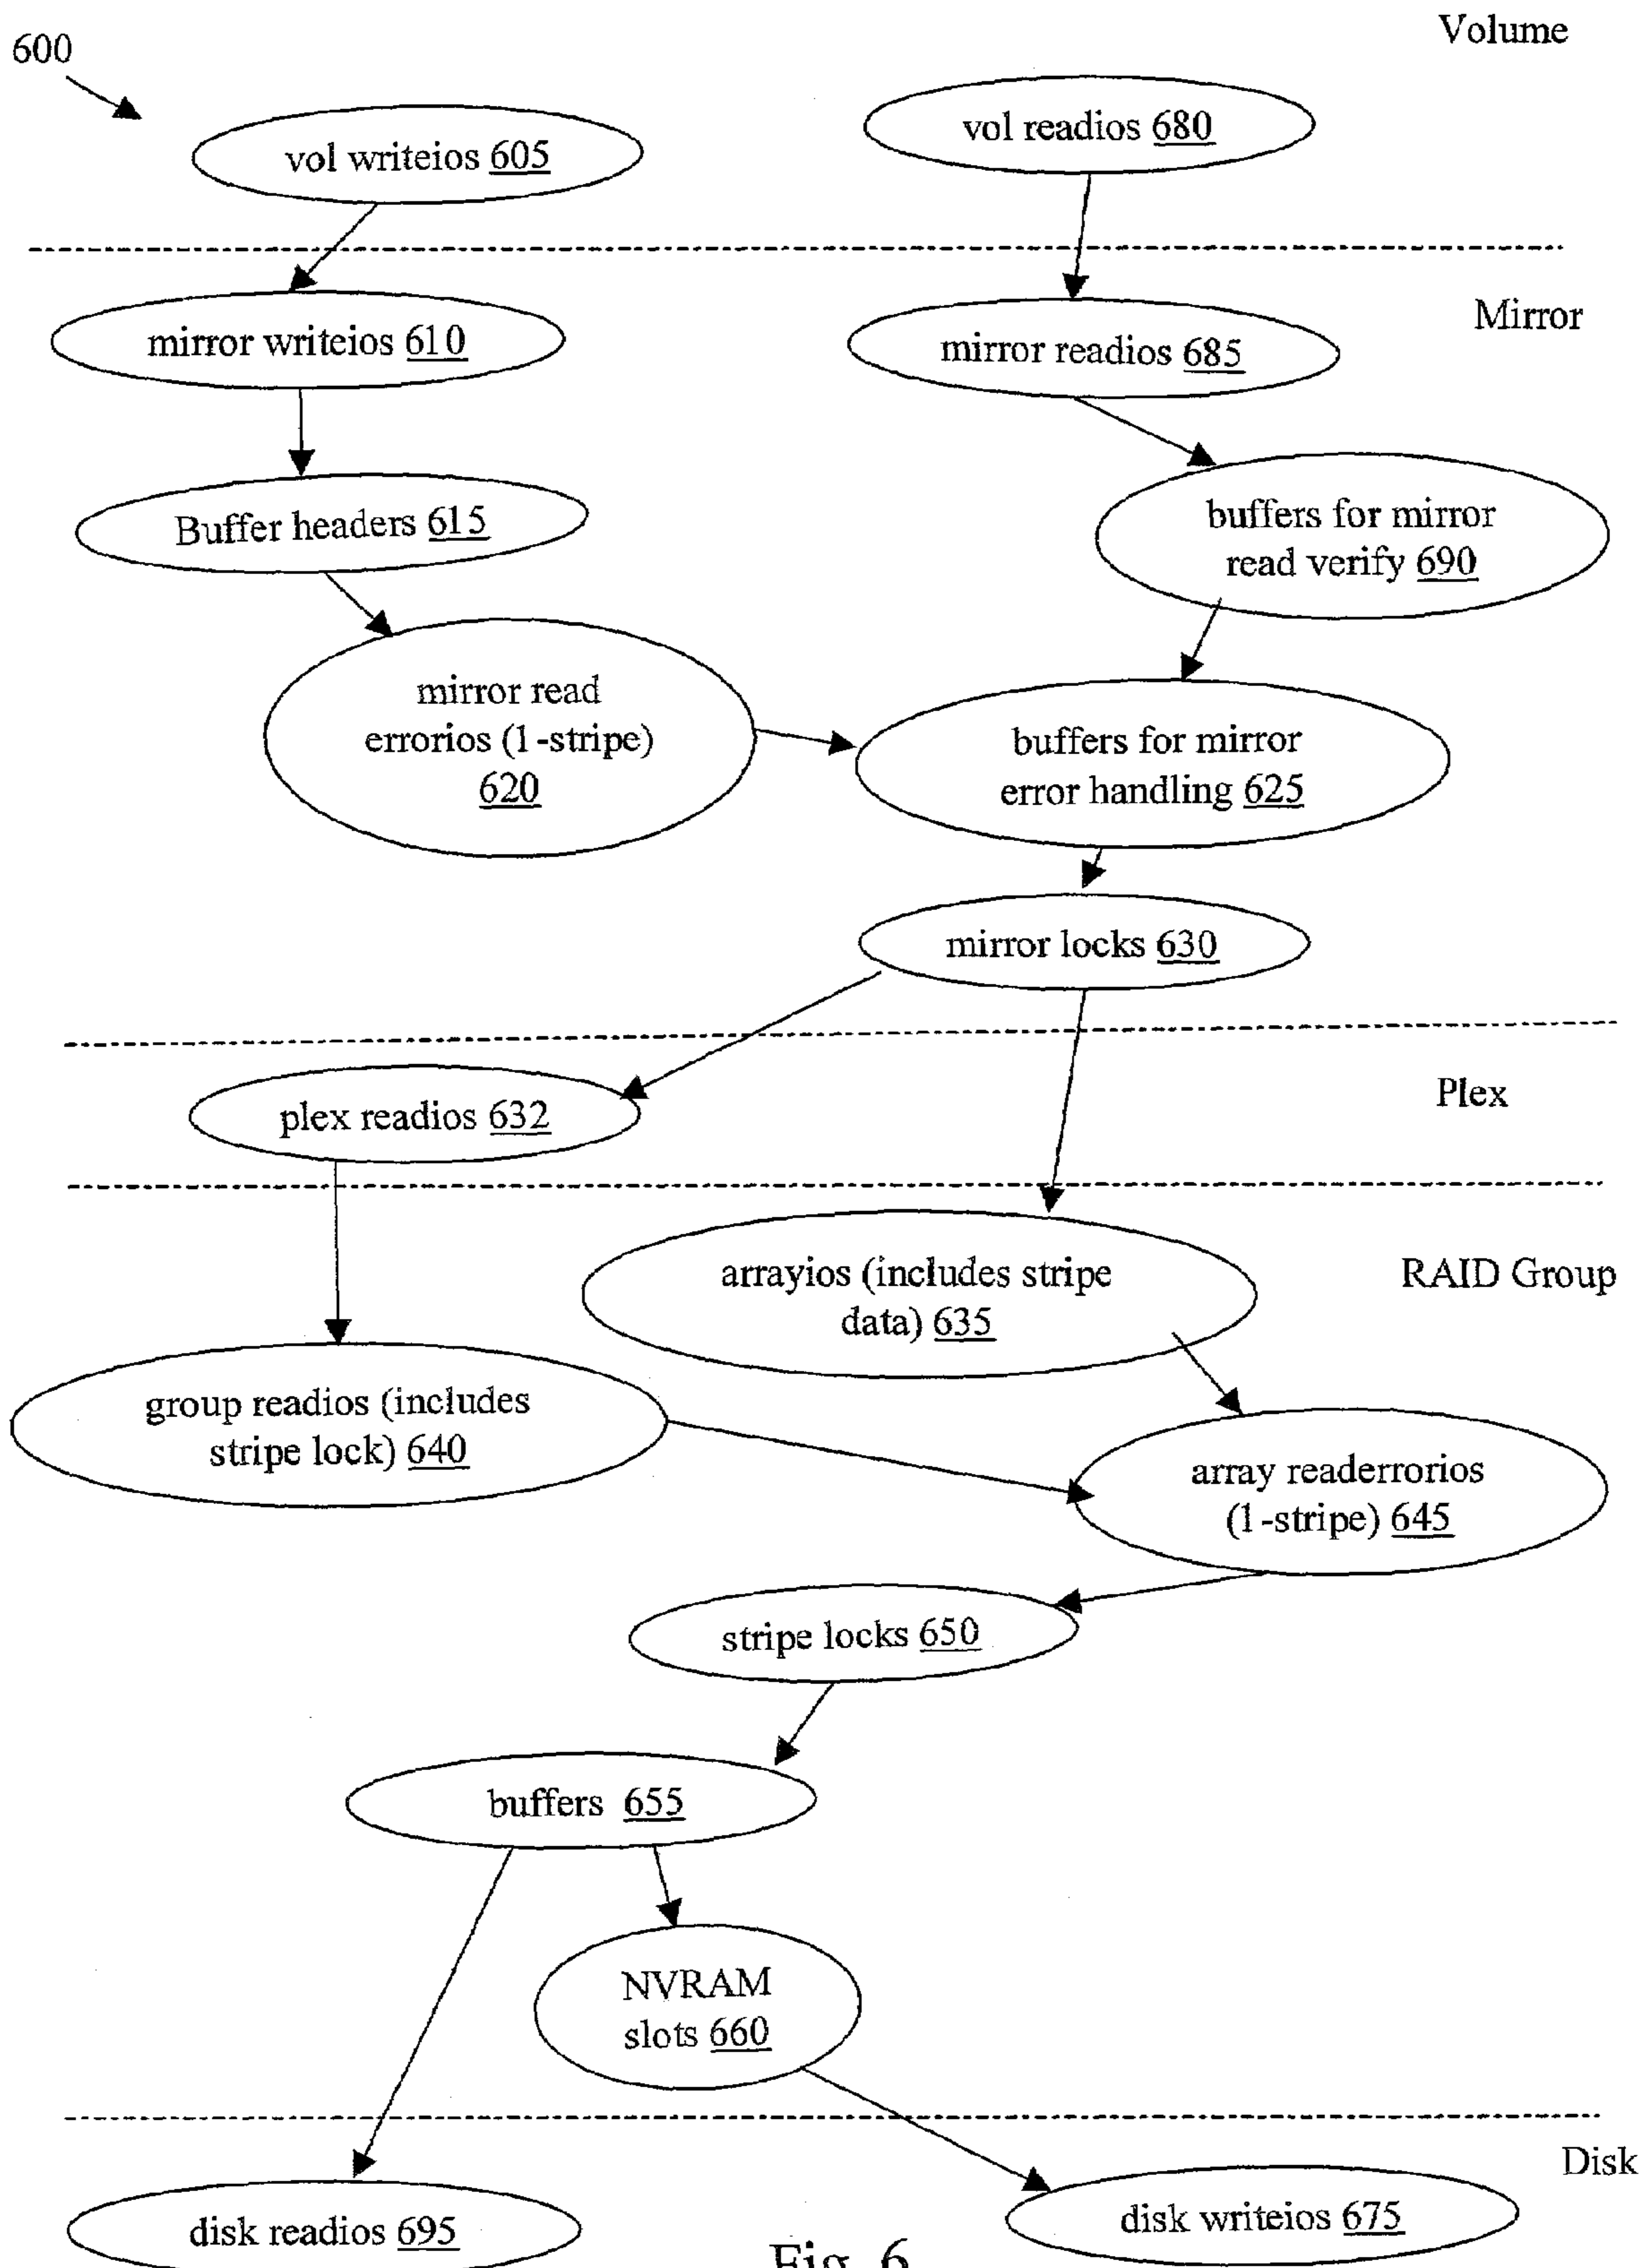 Volume
600
vol writeios 605
vol readios 680
Mirror
mirror writeios 610
mirror readios 685
Buffer headers 615
buffers for mirror
read verify 690
mirror read
errorios (1-stripe)
620
buffers for mirror
error handling 625
mirror locks 630
Plex
plex readios 632
RAID Group
arrayios (includes stripe
data) 635
group readios (includes
stripe lock) 640
array readerrorios
(1-stripe) 645
stripe locks 650
buffers 655
NVRAM
slots 660
Disk
disk readios 695
disk writeios 675
Fig. 6